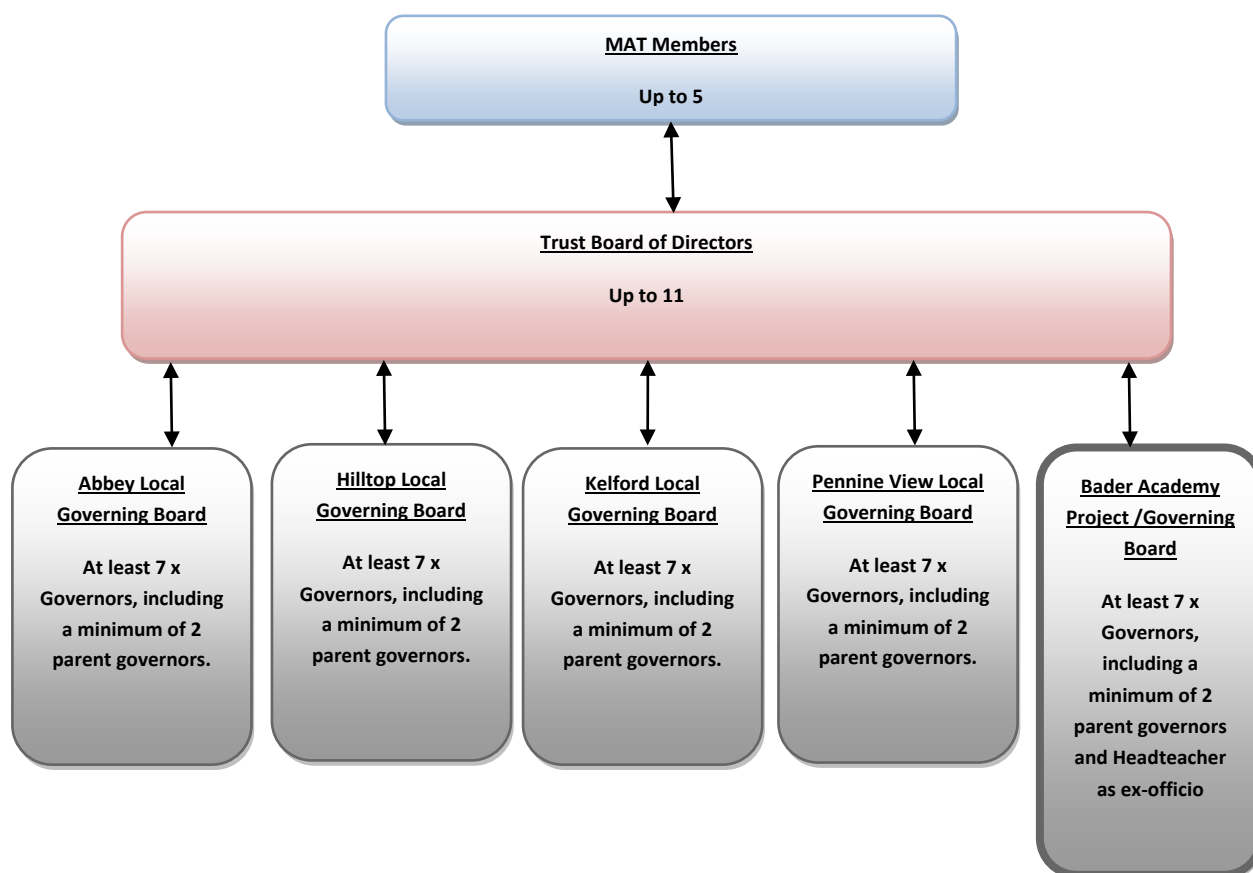 MAT Members
Up to 5
Trust Board of Directors
Up to 11
Abbey Local
Governing Board
At least 7 x
Governors, including
a minimum of 2
parent governors.
Hilltop Local
Governing Board
At least 7 x
Governors, including
a minimum of 2
parent governors.
Kelford Local
Governing Board
At least 7 x
Governors, including
a minimum of 2
parent governors.
Pennine View Local
Governing Board
At least 7 x
Governors, including
a minimum of 2
parent governors.
Bader Academy
Project /Governing
Board
At least 7 x
Governors,
including a
minimum of 2
parent governors
and Headteacher
as ex-officio